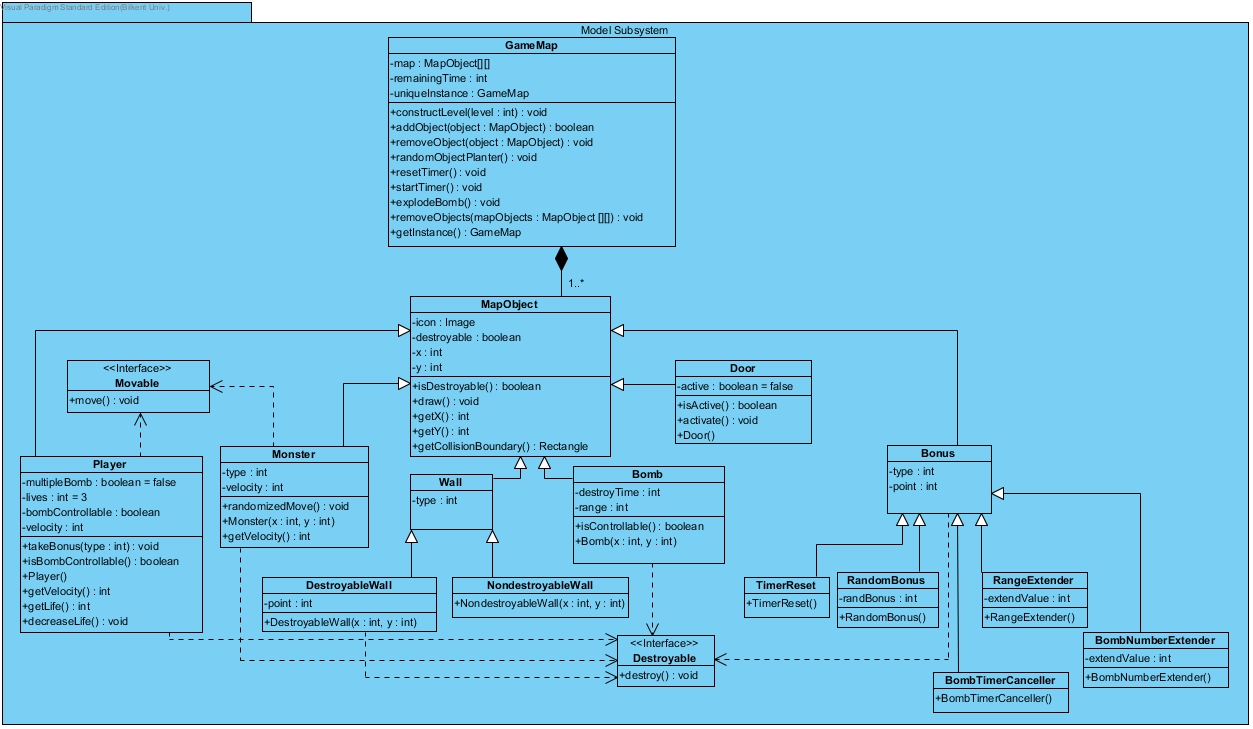 Visual Paradigm Standard Edition(Bilkent Univ.)
Model Subsystem
GameMap
-map : MapObject[][]
-remainingTime : int
-uniqueInstance : GameMap
+constructLevel(level : int) : void
+addObject(object : MapObject) : boolean
+removeObject(object : MapObject) : void
+randomObjectPlanter() : void
+resetTimer() : void
+startTimer() : void
+explodeBomb() : void
+removeObjects(mapObjects : MapObject [][]) : void
+getInstance() : GameMap
1..*
MapObject
-icon : Image
-destroyable : boolean
-x : int
-y : int
+isDestroyable() : boolean
+draw() : void
+getX() : int
+getY() : int
+getCollisionBoundary() : Rectangle
<<Interface>>
Movable
+move() : void
Door
-active : boolean = false
+isActive() : boolean
+activate() : void
+Door()
Player
-multipleBomb : boolean = false
-lives : int = 3
-bombControllable : boolean
-velocity : int
+takeBonus(type : int) : void
+isBombControllable() : boolean
+Player()
+getVelocity() : int
+getLife() : int
+decreaseLife() : void
Monster
-type : int
-velocity : int
+randomizedMove() : void
+Monster(x : int, y : int)
+getVelocity() : int
Wall
-type : int
Bomb
-destroyTime : int
-range : int
+isControllable() : boolean
+Bomb(x : int, y : int)
Bonus
-type : int
-point : int
DestroyableWall
-point : int
+DestroyableWall(x : int, y : int)
NondestroyableWall
+NondestroyableWall(x : int, y : int)
TimerReset
+TimerReset()
RandomBonus
-randBonus : int
+RandomBonus()
RangeExtender
-extendValue : int
+RangeExtender()
<<Interface>>
Destroyable
+destroy() : void
BombNumberExtender
-extendValue : int
+BombNumberExtender()
BombTimerCanceller
+BombTimerCanceller()